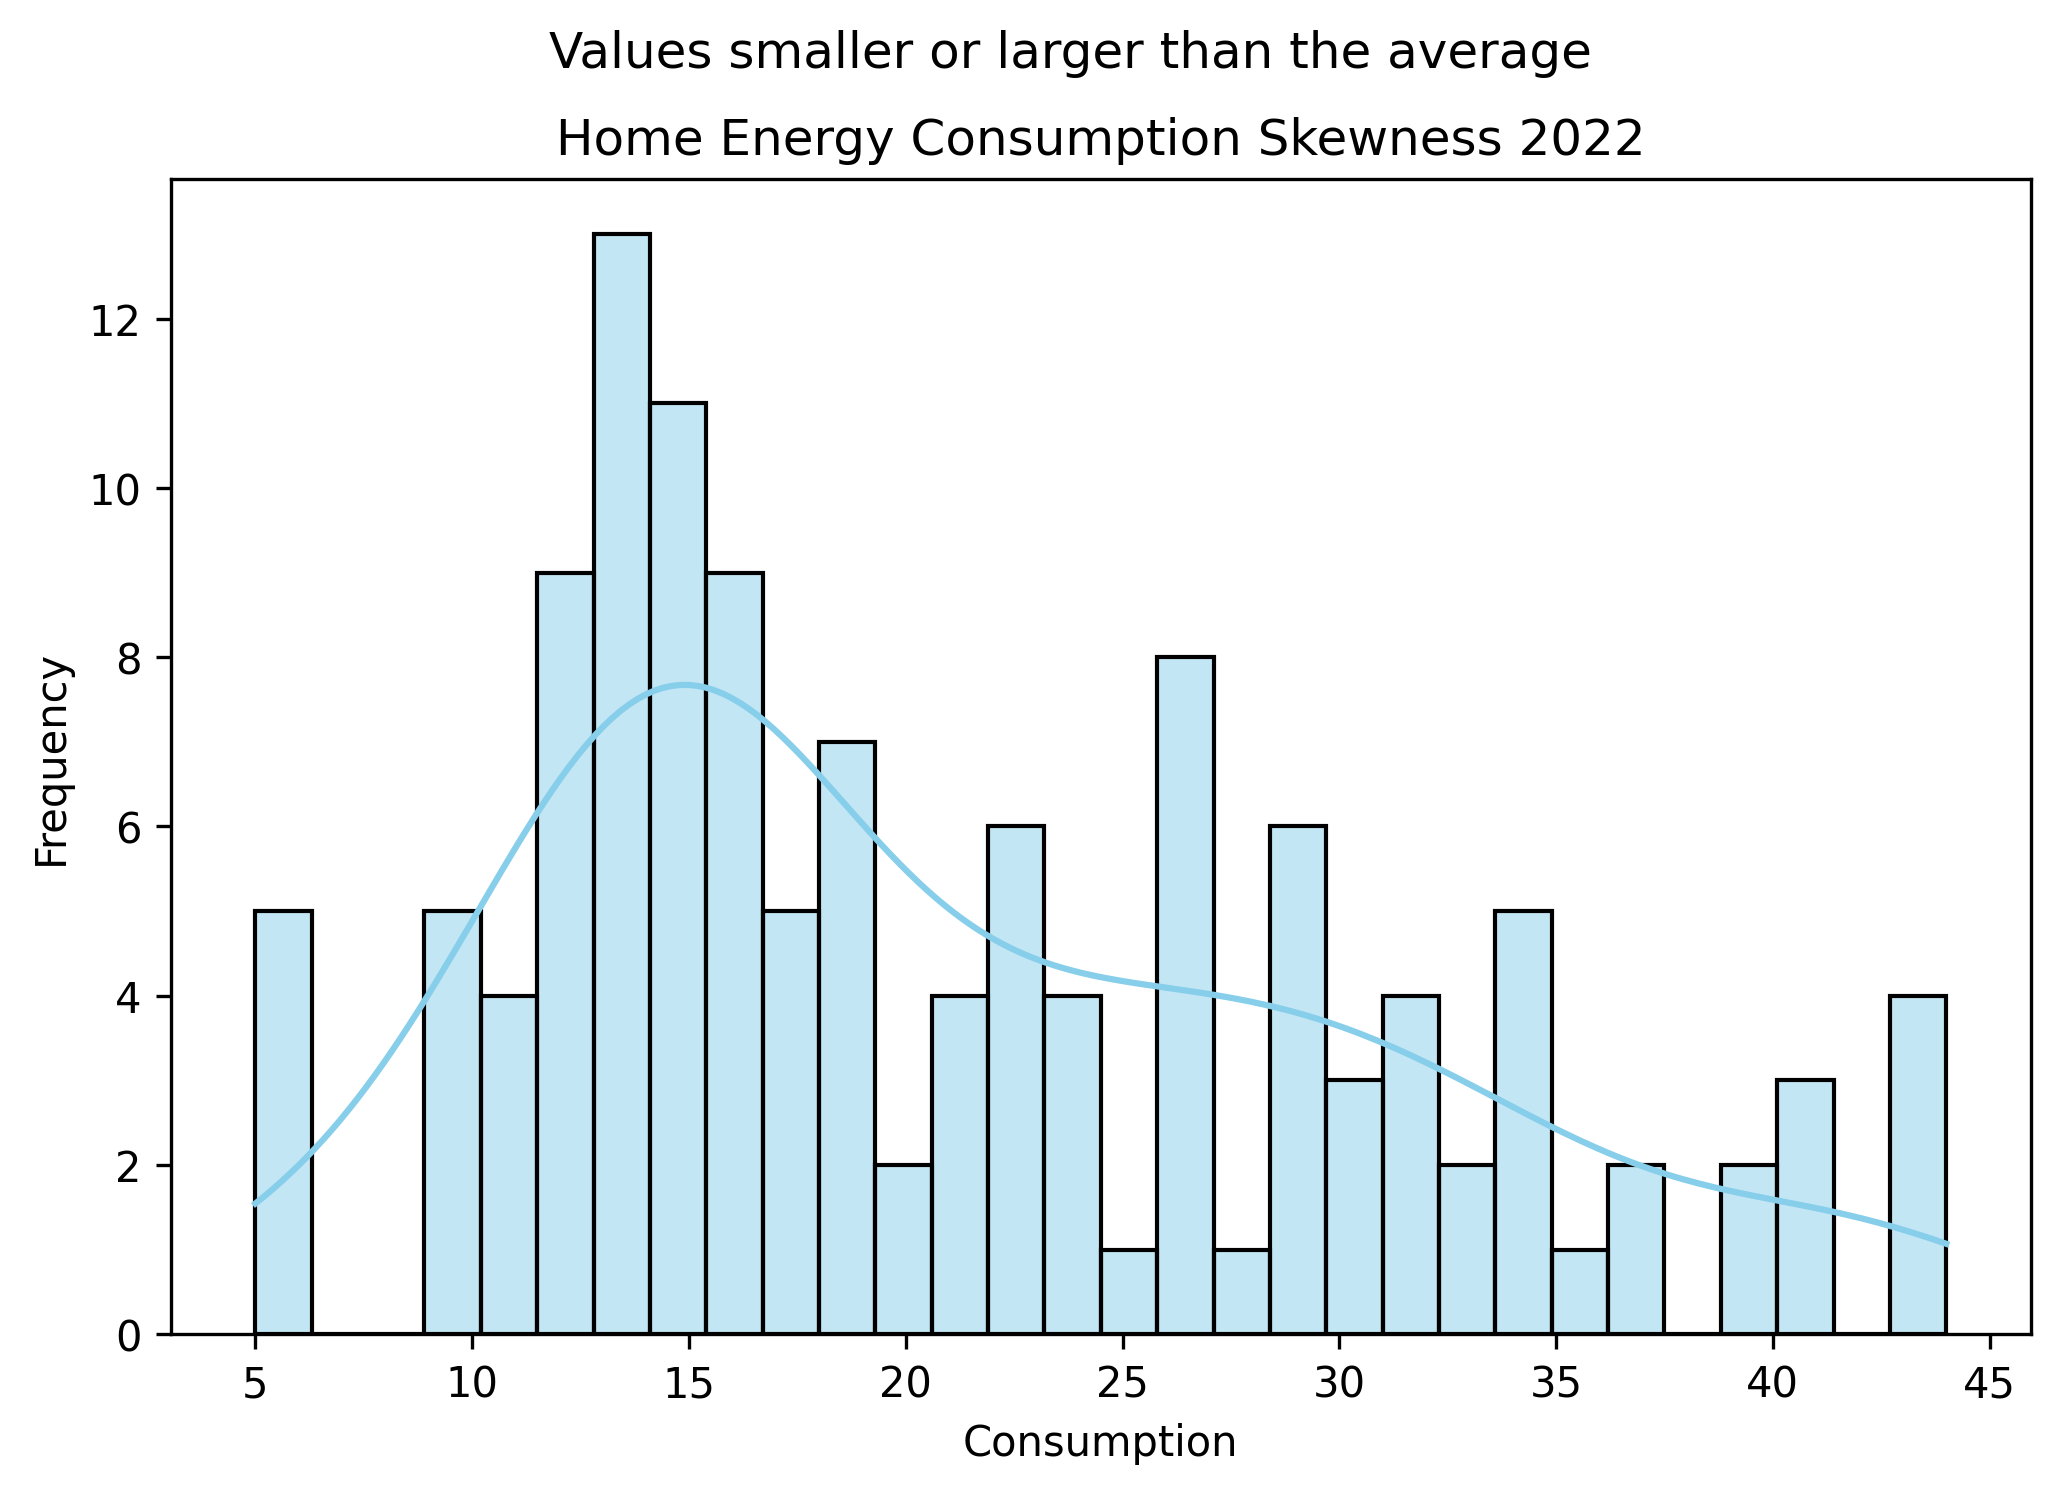 Values smaller or larger than the average
Home Energy Consumption Skewness 2022
Frequency
12
10
8
6
4
2
0
5 10 15 20 25 30 35 40 45
Consumption